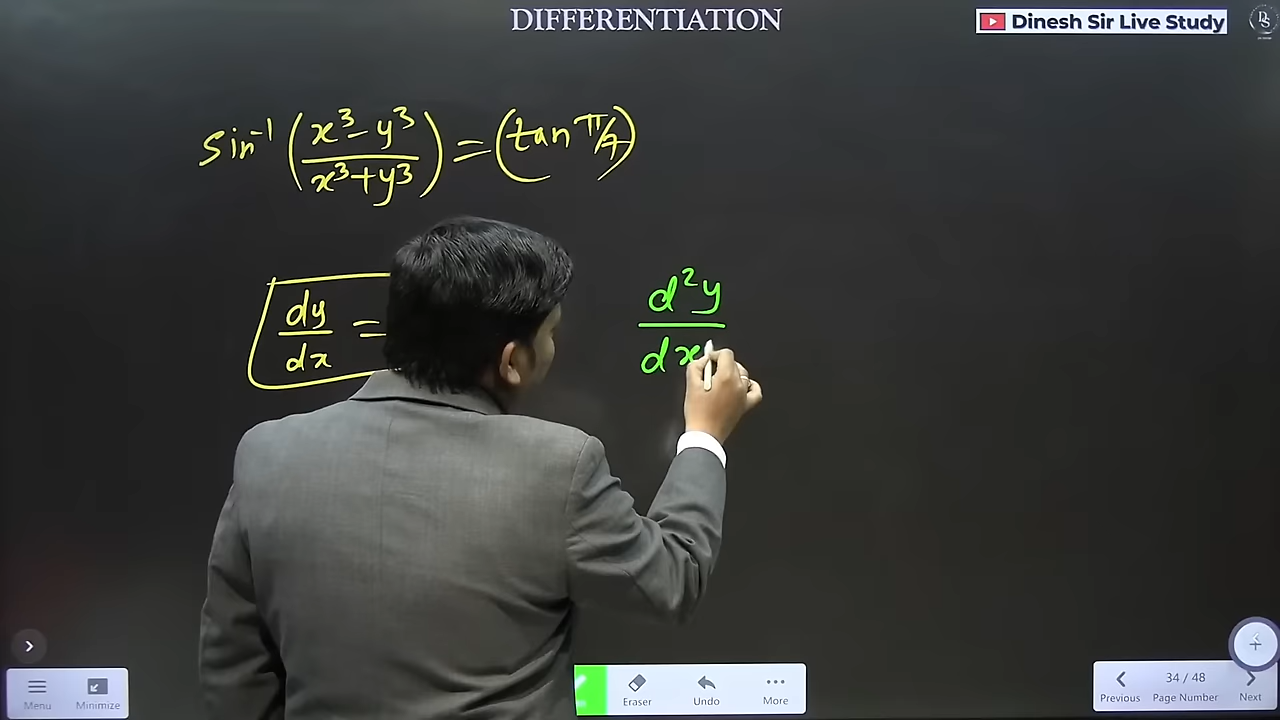 DIFFERENTIATION
Dinesh Sir Live Study
DS
sin⁻¹ (x³ - y³ / x³ + y³) = (tan π/4)
dy/dx =
d²y/dx
Menu
Minimize
Eraser
Undo
More
Previous
34 / 48
Page Number
Next